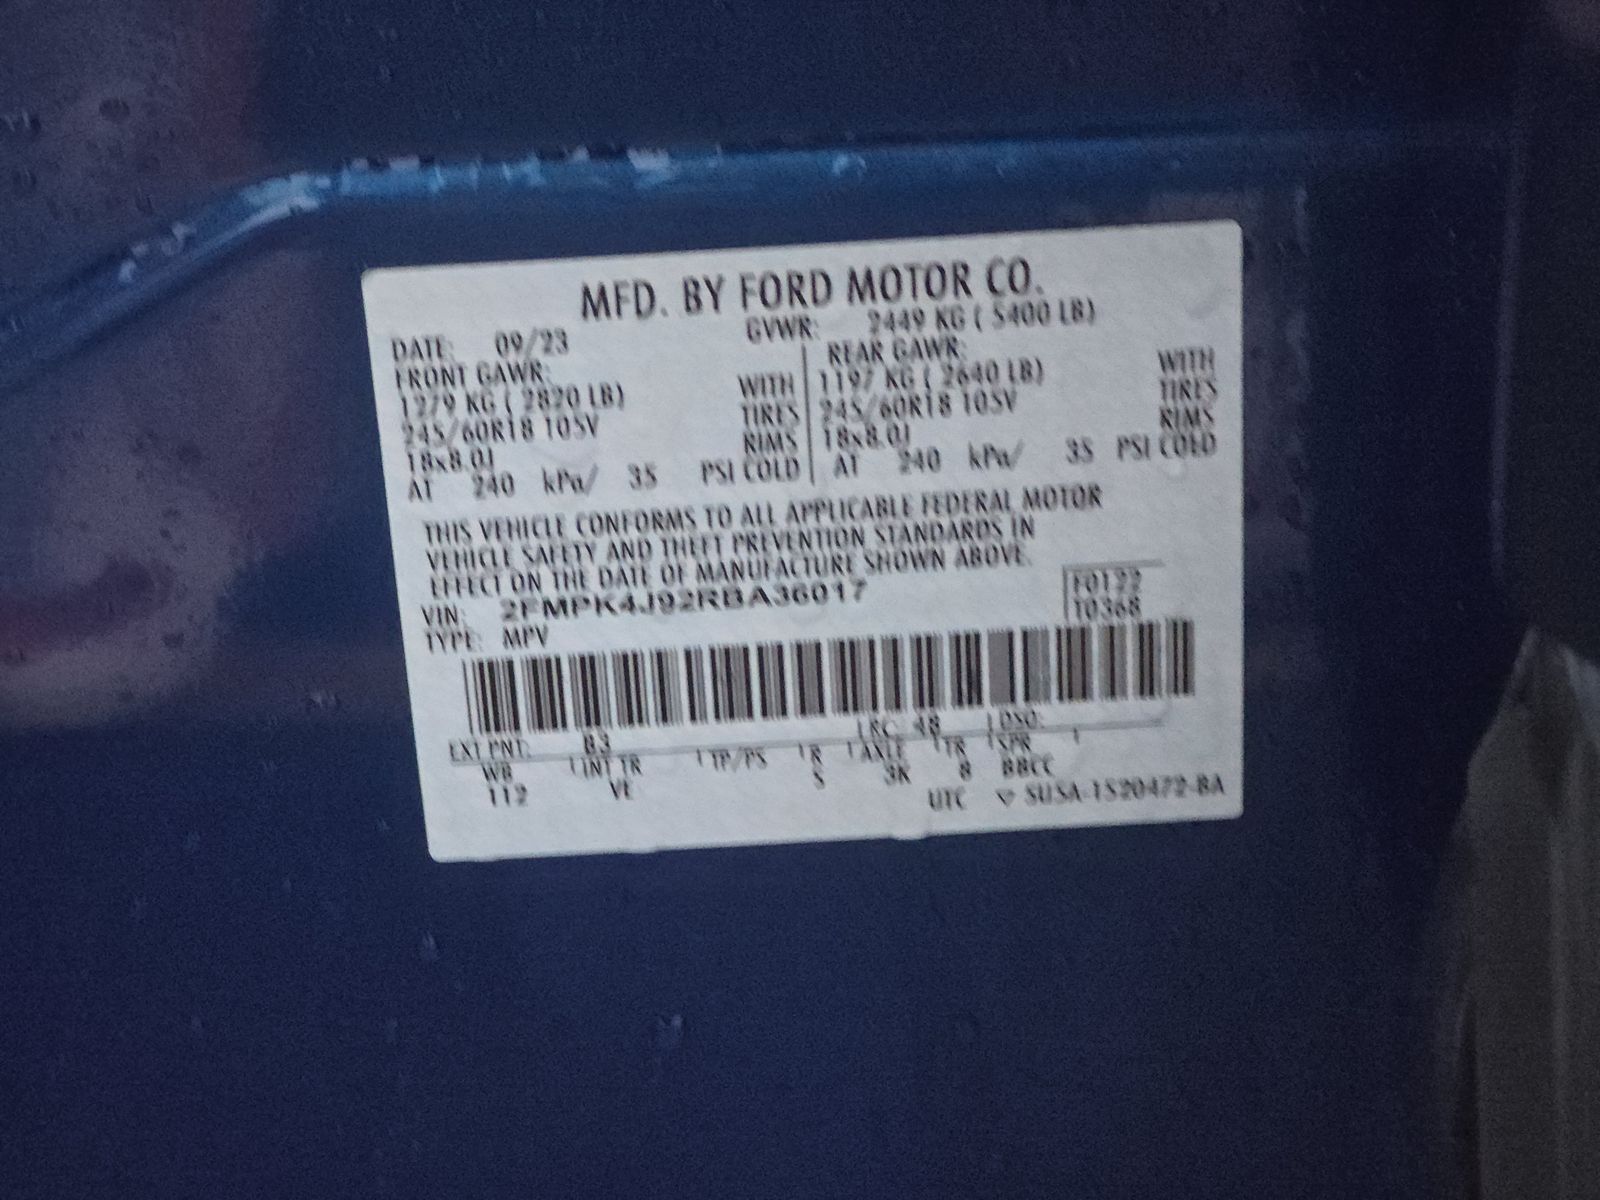 MFD. BY FORD MOTOR CO.
DATE: 09/23 GVWR: 2449 KG ( 5400 LB)
FRONT GAWR: REAR GAWR:
1279 KG ( 2820 LB) WITH 1197 KG ( 2640 LB) WITH
245/60R18 105V TIRES 245/60R18 105V TIRES
18x8.0J RIMS 18x8.0J RIMS
AT 240 kPa/ 35 PSI COLD AT 240 kPa/ 35 PSI COLD
THIS VEHICLE CONFORMS TO ALL APPLICABLE FEDERAL MOTOR
VEHICLE SAFETY AND THEFT PREVENTION STANDARDS IN
EFFECT ON THE DATE OF MANUFACTURE SHOWN ABOVE.
VIN: 2FMPK4J92RBA36017 F0122
TYPE: MPV T0368
EXT PNT: B3 RC: 48 DSO:
WB INT TR TP/PS R AXLE TR SPR
112 VE S 3K 8 BBCC
UTC ▽ SU5A-1520472-BA